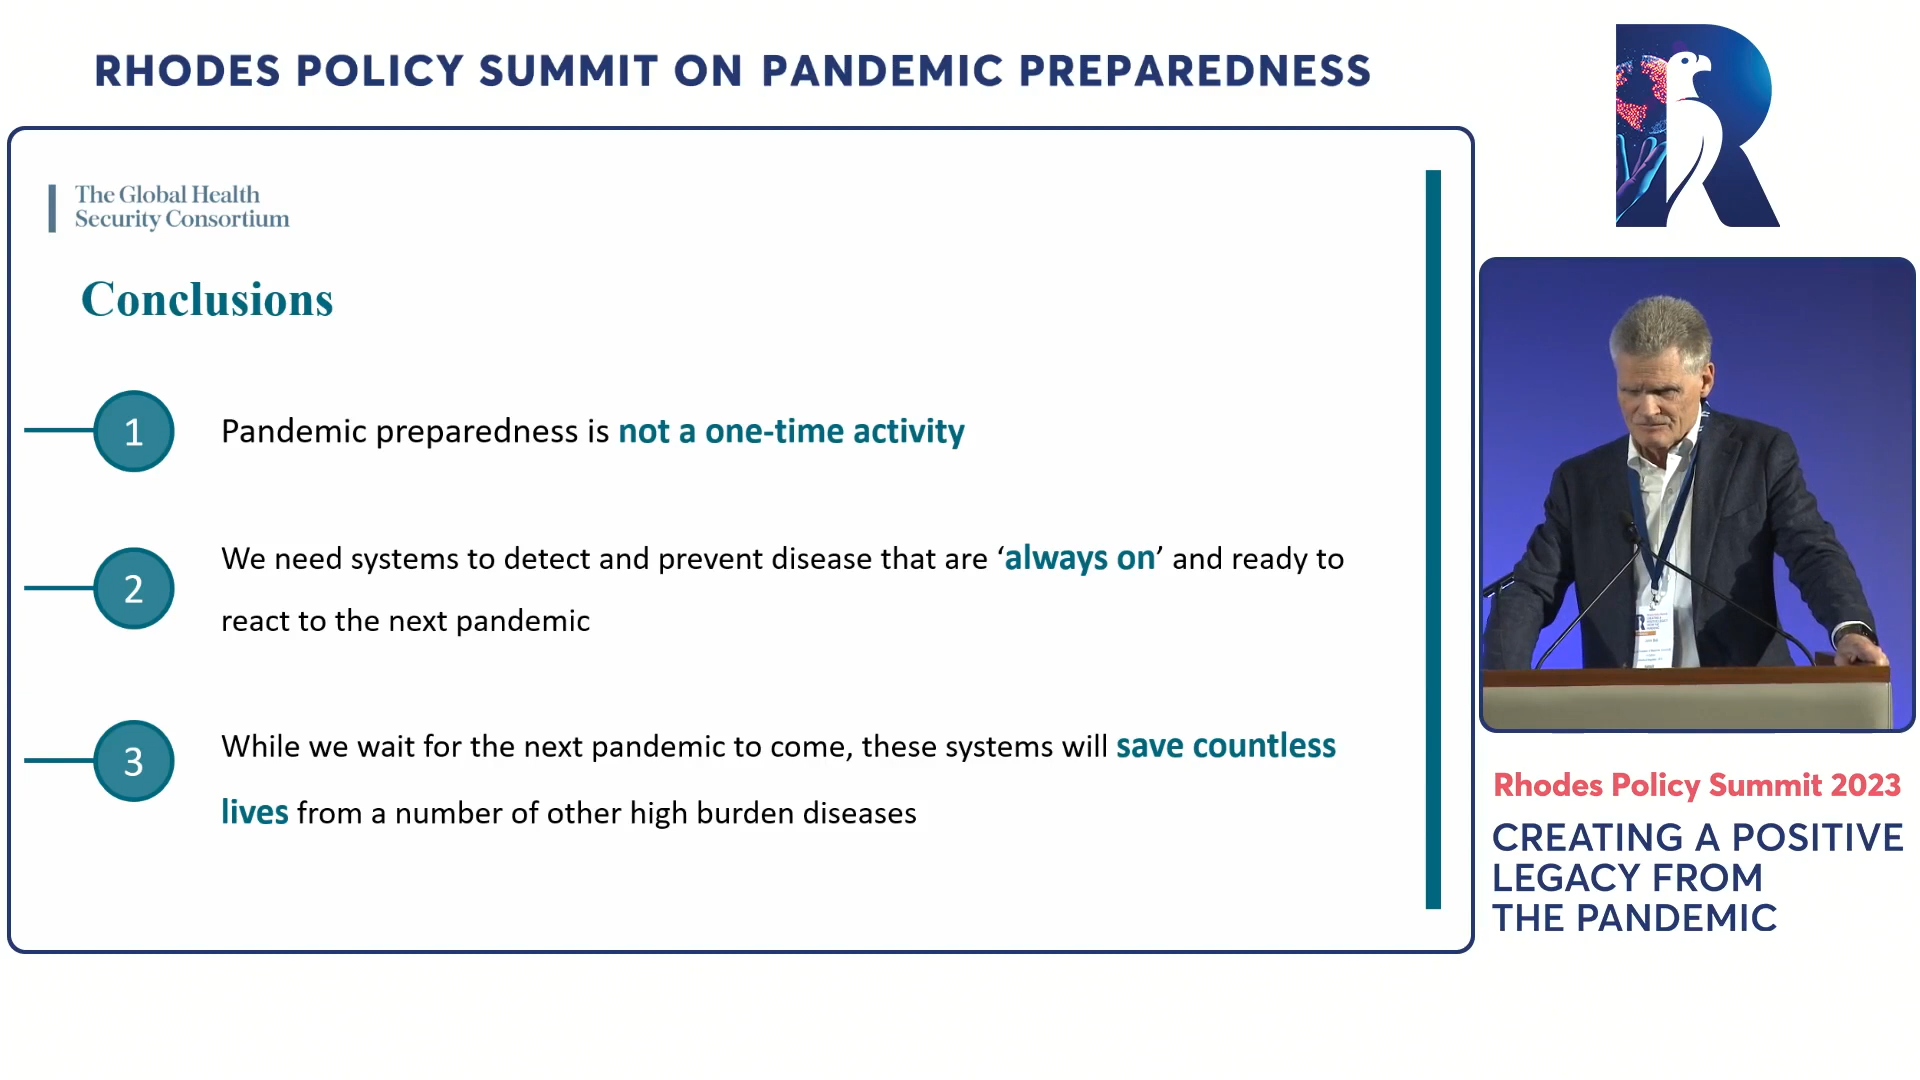 RHODES POLICY SUMMIT ON PANDEMIC PREPAREDNESS
The Global Health
Security Consortium
Conclusions
1
Pandemic preparedness is not a one-time activity
2
We need systems to detect and prevent disease that are ‘always on’ and ready to
react to the next pandemic
3
While we wait for the next pandemic to come, these systems will save countless
lives from a number of other high burden diseases
R
Rhodes Policy Summit 2023
CREATING A POSITIVE
LEGACY FROM
THE PANDEMIC